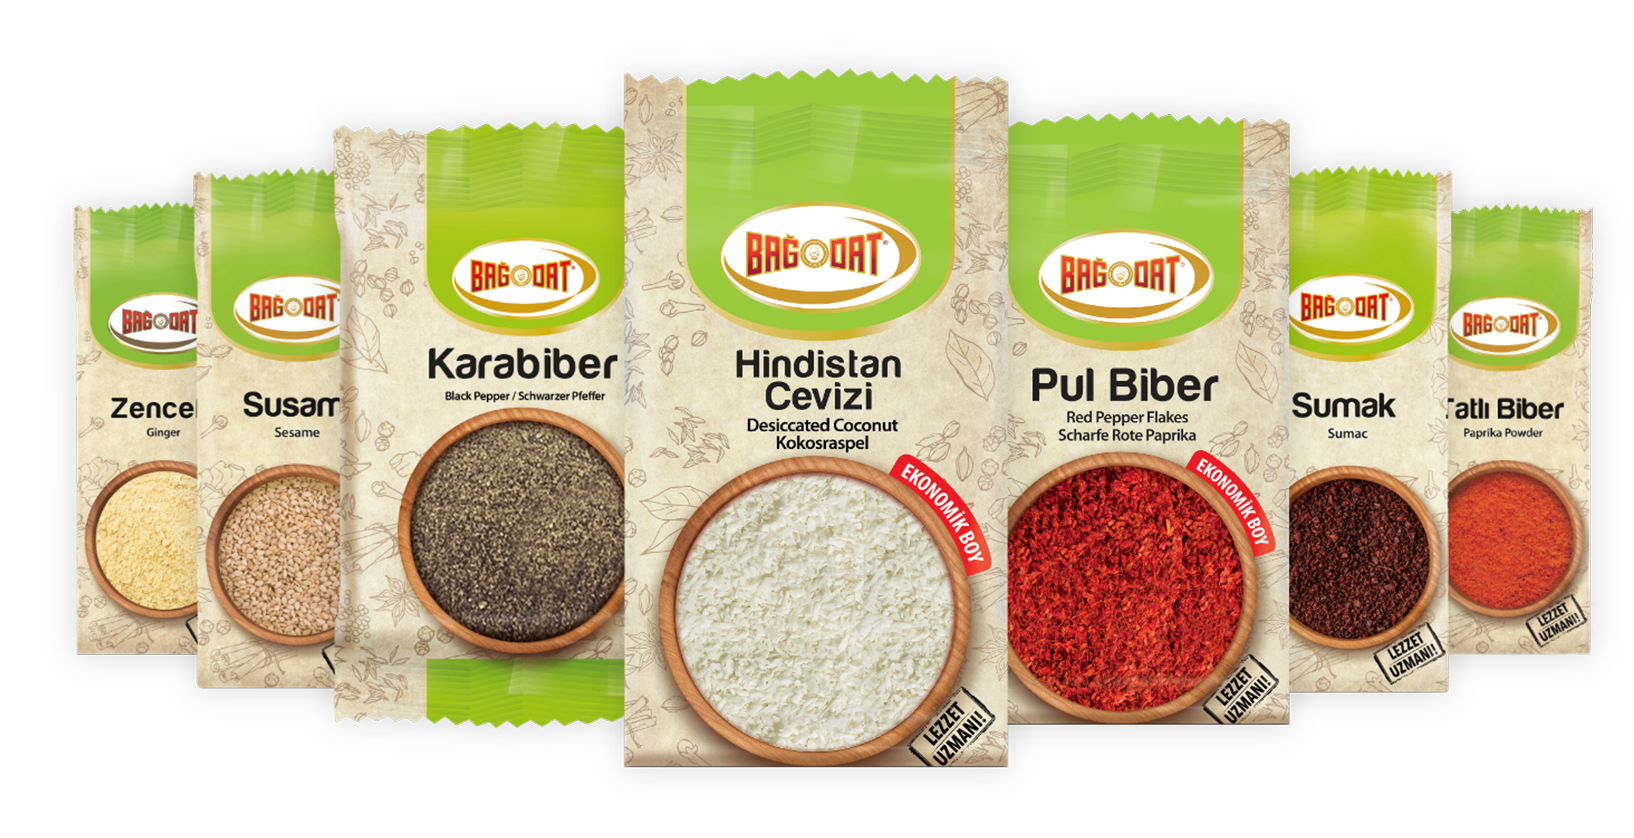 BAĞDAT
Zence
Ginger
BAĞDAT
Susam
Sesame
BAĞDAT
Karabiber
Black Pepper / Schwarzer Pfeffer
BAĞDAT
Hindistan
Cevizi
Desiccated Coconut
Kokosraspel
EKONOMİK BOY
LEZZET
UZMANI!
BAĞDAT
Pul Biber
Red Pepper Flakes
Scharfe Rote Paprika
EKONOMİK BOY
LEZZET
UZMANI!
BAĞDAT
Sumak
Sumac
LEZZET
UZMANI!
BAĞDAT
Tatlı Biber
Paprika Powder
LEZZET
UZMANI!